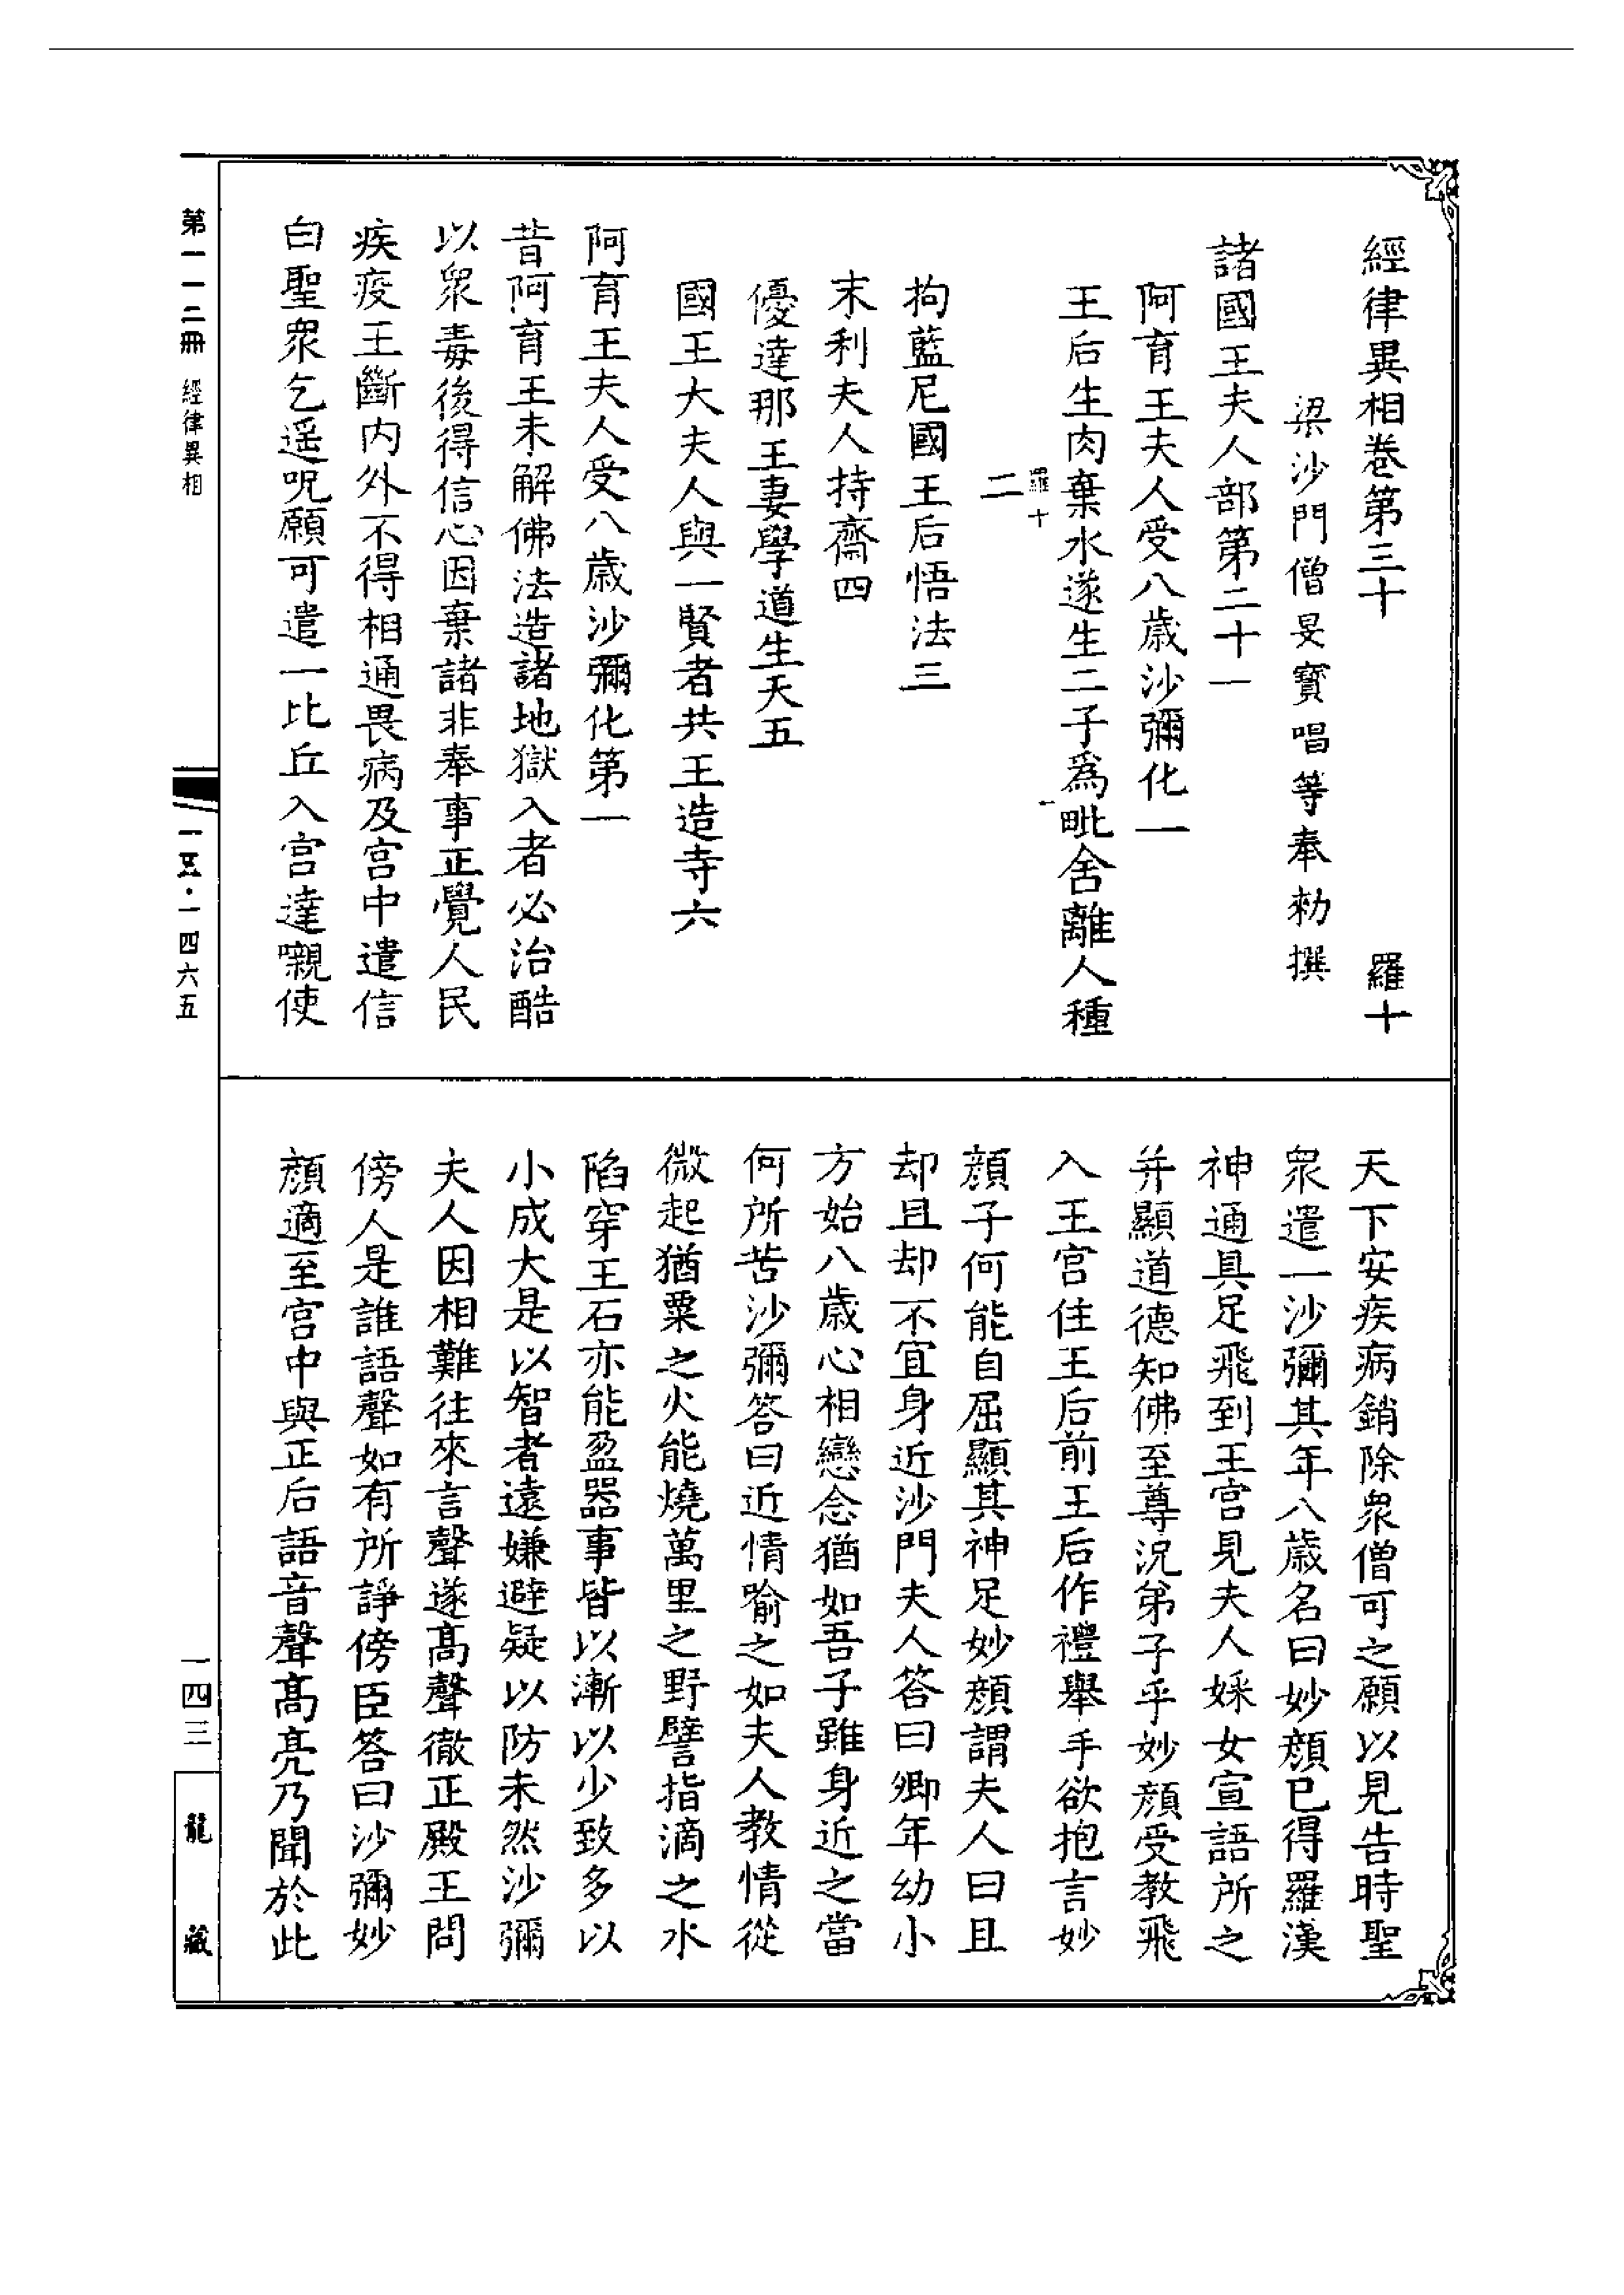 經律異相卷第三十　羅十
梁沙門僧旻寳唱等奉勑撰
諸國王夫人部第二十一
阿育王夫人受八歲沙彌化一
王后生肉棄水遂生二子爲毗舍離人種
二
羅十
一
拘藍尼國王后悟法三
末利夫人持齋四
優達那王妻學道生天五
國王大夫人與一賢者共王造寺六
阿育王夫人受八歲沙彌化第一
昔阿育王未解佛法造諸地獄入者必治酷
以衆毒後得信心因棄諸非奉事正覺人民
疾疫王斷内外不得相通畏病及宫中遣信
白聖衆乞遥呪願可遣一比丘入宫達嚫使
天下安疾病銷除衆僧可之願以見告時聖
衆遣一沙彌其年八歲名曰妙顏已得羅漢
神通具足飛到王宫見夫人婇女宣語所之
并顯道德知佛至尊況弟子乎妙顏受教飛
入王宫住王后前王后作禮舉手欲抱言妙
顏子何能自屈顯其神足妙顏謂夫人曰且
却且却不宜身近沙門夫人答曰卿年幼小
方始八歲心相戀念猶如吾子雖身近之當
何所苦沙彌答曰近情喻之如夫人教情從
微起猶粟之火能燒萬里之野譬指滴之水
陷穿王石亦能盈器事皆以漸以少致多以
小成大是以智者遠嫌避疑以防未然沙彌
夫人因相難往來言聲遂髙聲徹正殿王問
傍人是誰語聲如有所諍傍臣答曰沙彌妙
顏適至宫中與正后語音聲髙亮乃聞於此
第一一二冊　經律異相
一四六五
一四三
龍藏